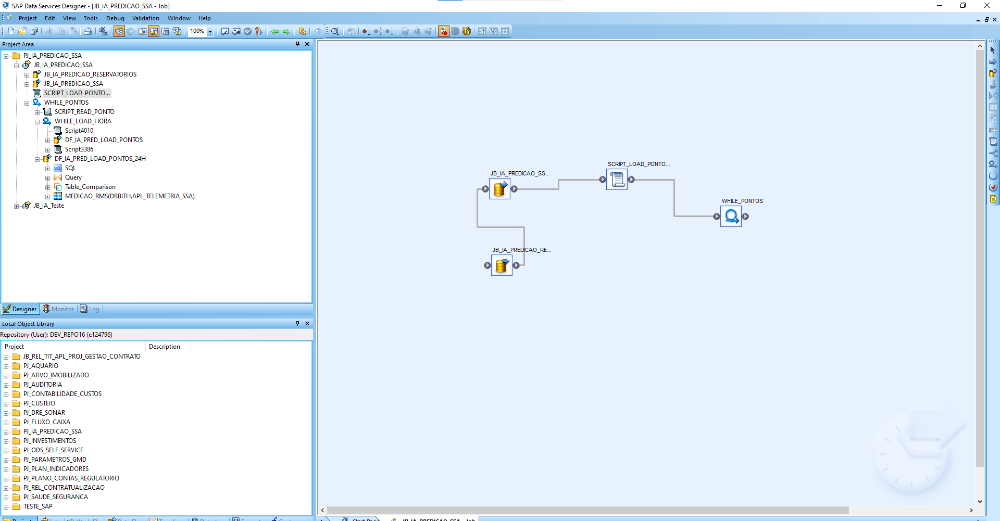 SAP Data Services Designer - [JB_IA_PREDICAO_SSA - Job]
Project Edit View Tools Debug Validation Window Help
100%
Project Area
PJ_IA_PREDICAO_SSA
JB_IA_PREDICAO_SSA
JB_IA_PREDICAO_RESERVATORIOS
JB_IA_PREDICAO_SSA
SCRIPT_LOAD_PONTO...
WHILE_PONTOS
SCRIPT_READ_PONTO
WHILE_LOAD_HORA
Script4010
DF_IA_PRED_LOAD_PONTOS
Script3386
DF_IA_PRED_LOAD_PONTOS_24H
SQL SQL
Query
Table_Comparison
MEDICAO_RMS(DBBITH.APL_TELEMETRIA_SSA)
JB_IA_Teste
Designer Monitor Log
Local Object Library
Repository (User): DEV_REPO16 (e124796)
Project Description
JB_REL_TIT_APL_PROJ_GESTAO_CONTRATO
PJ_AQUARIO
PJ_ATIVO_IMOBILIZADO
PJ_AUDITORIA
PJ_CONTABILIDADE_CUSTOS
PJ_CUSTEIO
PJ_DRE_SONAR
PJ_FLUXO_CAIXA
PJ_IA_PREDICAO_SSA
PJ_INVESTIMENTOS
PJ_ODS_SELF_SERVICE
PJ_PARAMETROS_GMD
PJ_PLAN_INDICADORES
PJ_PLANO_CONTAS_REGULATORIO
PJ_REL_CONTRATUALIZACAO
PJ_SAUDE_SEGURANCA
TESTE_SAP
SCRIPT_LOAD_PONTO...
JB_IA_PREDICAO_SS...
WHILE_PONTOS
JB_IA_PREDICAO_RE...
Start Page
JB_IA_PREDICAO_SSA - Job